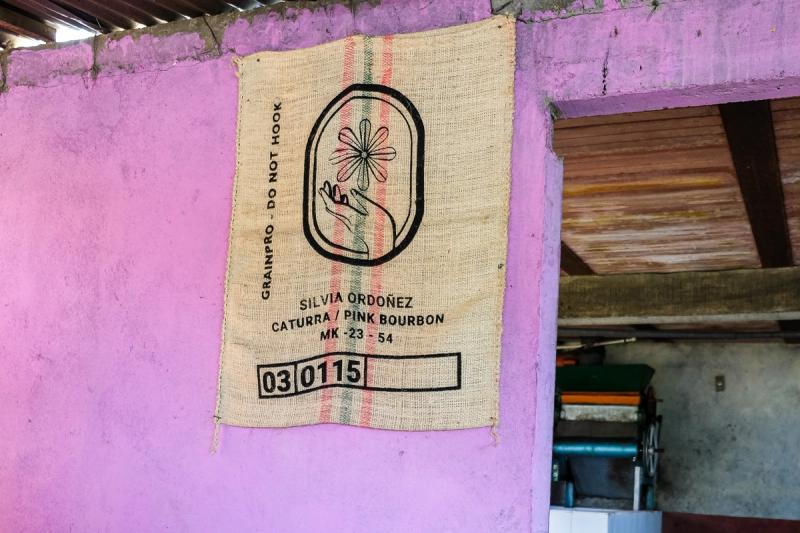 GRAINPRO - DO NOT HOOK
SILVIA ORDOÑEZ
CATURRA / PINK BOURBON
MK -23 - 54
03 0115